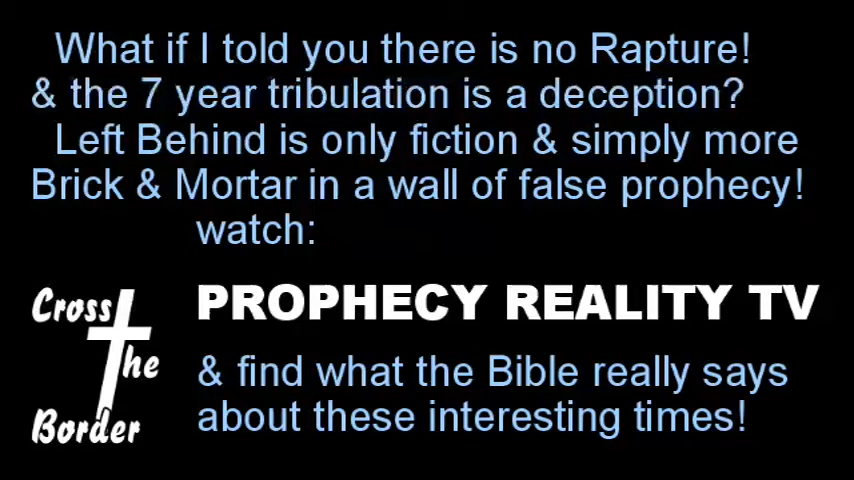 What if I told you there is no Rapture!
& the 7 year tribulation is a deception?
Left Behind is only fiction & simply more
Brick & Mortar in a wall of false prophecy!
watch:
PROPHECY REALITY TV
& find what the Bible really says
about these interesting times!
Cross
The
Border